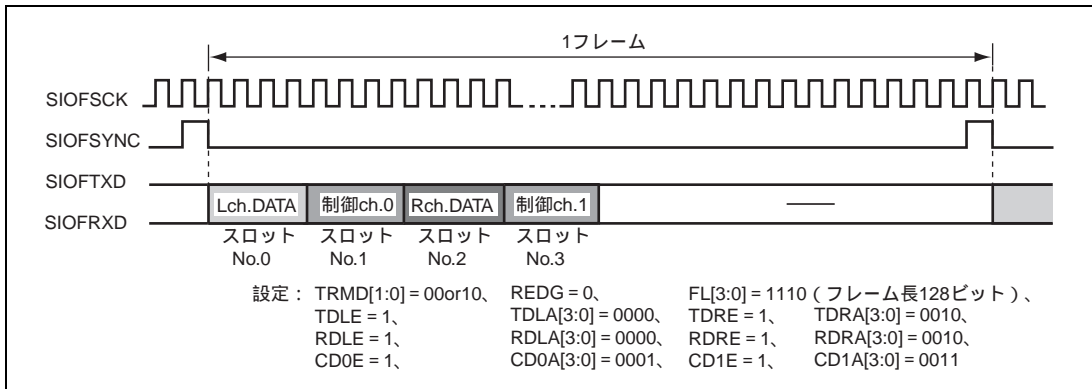 1フレーム
SIOFSCK
SIOFSYNC
SIOFTXD
SIOFRXD
Lch.DATA 制御ch.0 Rch.DATA 制御ch.1
スロット スロット スロット スロット
No.0 No.1 No.2 No.3
設定： TRMD[1:0] = 00or10、 REDG = 0、 FL[3:0] = 1110（フレーム長128ビット）、
TDLE = 1、 TDLA[3:0] = 0000、 TDRE = 1、 TDRA[3:0] = 0010、
RDLE = 1、 RDLA[3:0] = 0000、 RDRE = 1、 RDRA[3:0] = 0010、
CD0E = 1、 CD0A[3:0] = 0001、 CD1E = 1、 CD1A[3:0] = 0011